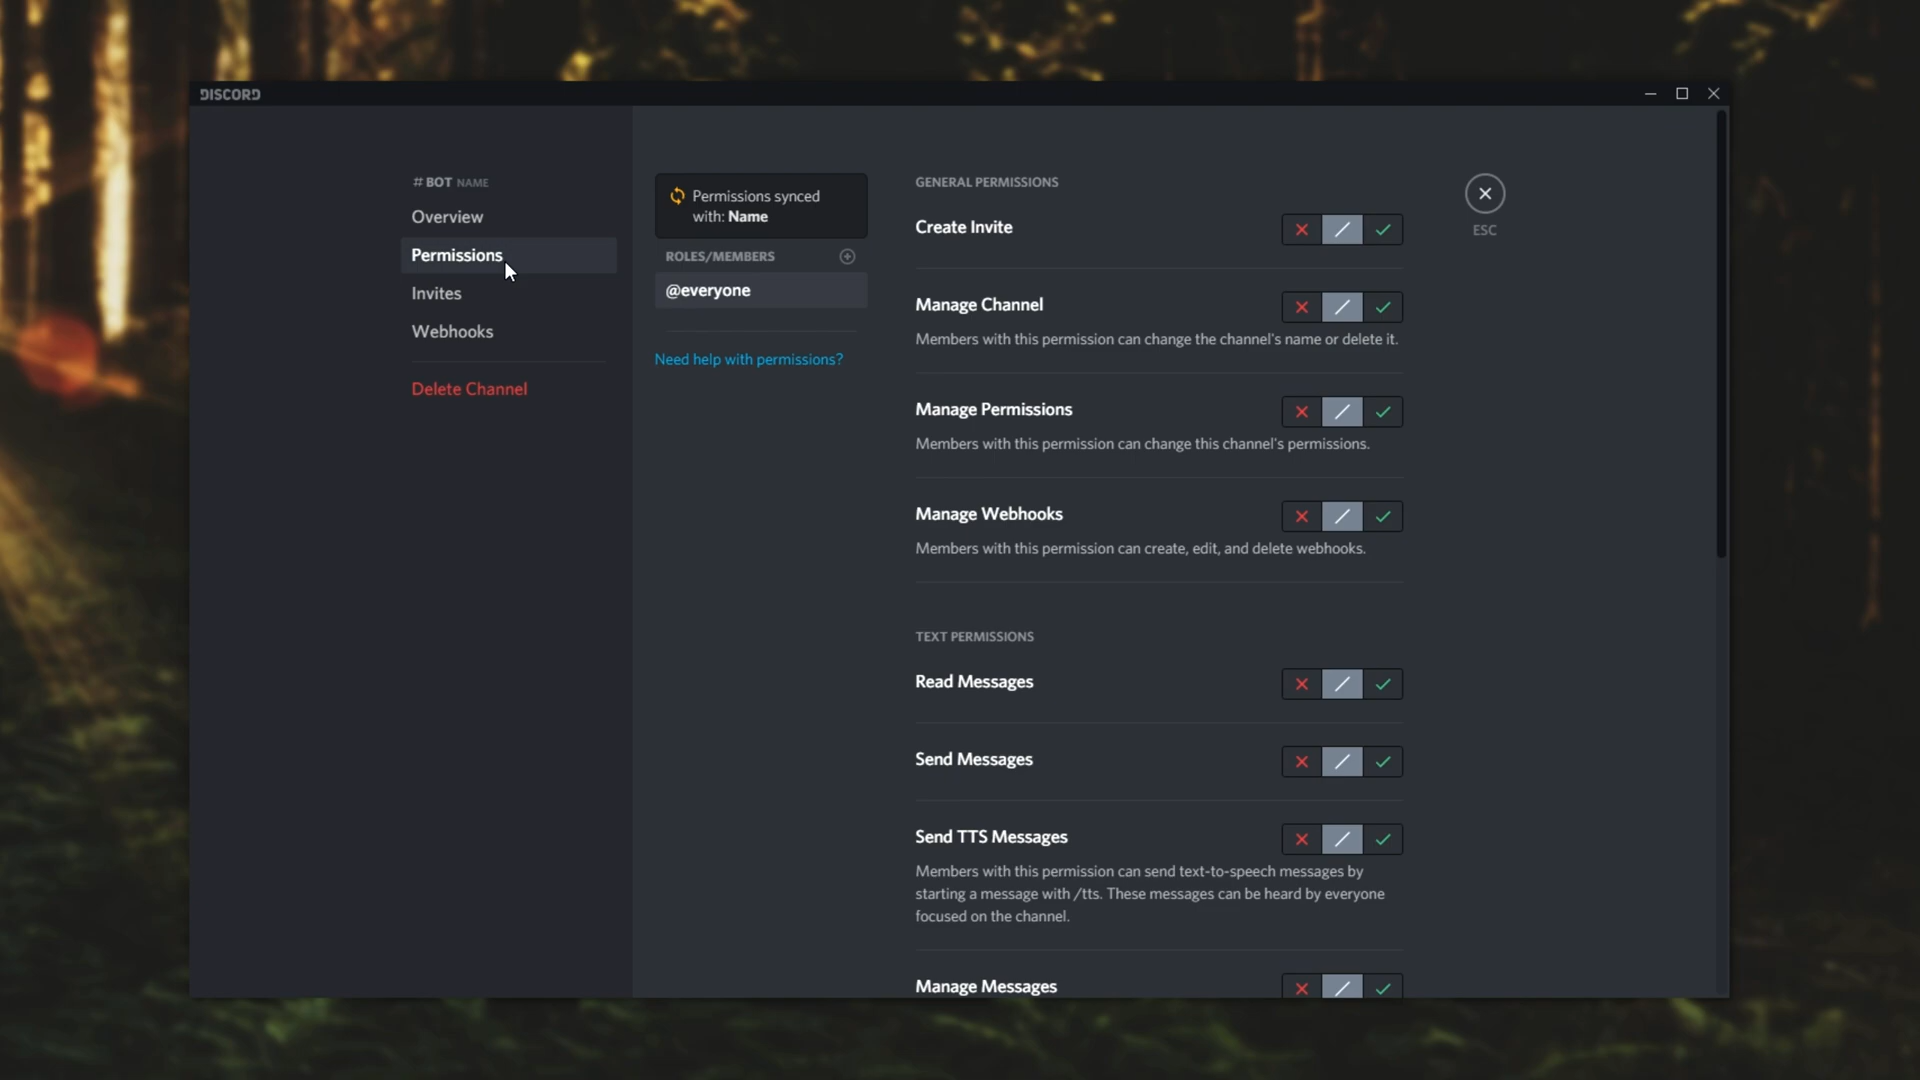 DISCORD
# BOT NAME
Overview
Permissions
Invites
Webhooks
Delete Channel
Permissions synced
with: Name
ROLES/MEMBERS
@everyone
Need help with permissions?
GENERAL PERMISSIONS
Create Invite
Manage Channel
Members with this permission can change the channel's name or delete it.
Manage Permissions
Members with this permission can change this channel's permissions.
Manage Webhooks
Members with this permission can create, edit, and delete webhooks.
TEXT PERMISSIONS
Read Messages
Send Messages
Send TTS Messages
Members with this permission can send text-to-speech messages by
starting a message with /tts. These messages can be heard by everyone
focused on the channel.
Manage Messages
ESC